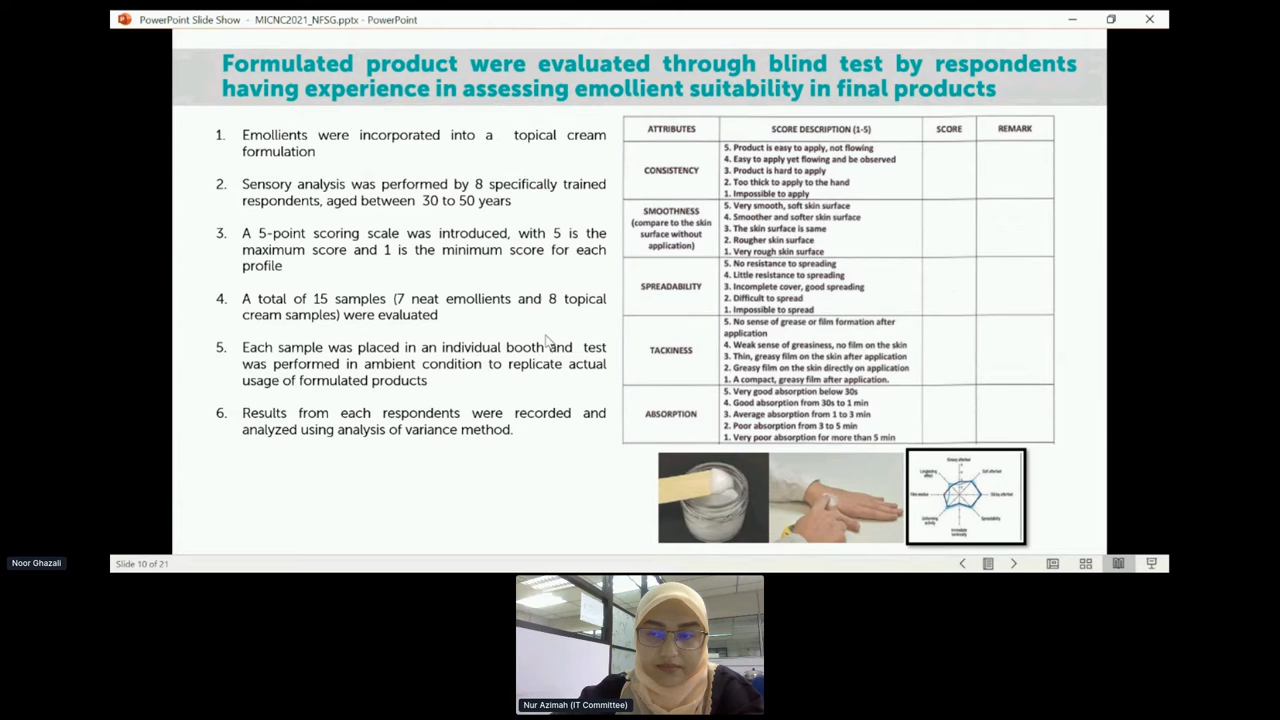 PowerPoint Slide Show - MICNC2021_NFSG.pptx - PowerPoint
Formulated product were evaluated through blind test by respondents
having experience in assessing emollient suitability in final products
1. Emollients were incorporated into a topical cream
formulation
2. Sensory analysis was performed by 8 specifically trained
respondents, aged between 30 to 50 years
3. A 5-point scoring scale was introduced, with 5 is the
maximum score and 1 is the minimum score for each
profile
4. A total of 15 samples (7 neat emollients and 8 topical
cream samples) were evaluated
5. Each sample was placed in an individual booth and test
was performed in ambient condition to replicate actual
usage of formulated products
6. Results from each respondents were recorded and
analyzed using analysis of variance method.
ATTRIBUTES SCORE DESCRIPTION (1-5) SCORE REMARK
CONSISTENCY
5. Product is easy to apply, not flowing
4. Easy to apply yet flowing and be observed
3. Product is hard to apply
2. Too thick to apply to the hand
1. Impossible to apply
SMOOTHNESS
(compare to the skin
surface without
application)
5. Very smooth, soft skin surface
4. Smoother and softer skin surface
3. The skin surface is same
2. Rougher skin surface
1. Very rough skin surface
SPREADABILITY
5. No resistance to spreading
4. Little resistance to spreading
3. Incomplete cover, good spreading
2. Difficult to spread
1. Impossible to spread
TACKINESS
5. No sense of grease or film formation after
application
4. Weak sense of greasiness, no film on the skin
3. Thin, greasy film on the skin after application
2. Greasy film on the skin directly on application
1. A compact, greasy film after application.
ABSORPTION
5. Very good absorption below 30s
4. Good absorption from 30s to 1 min
3. Average absorption from 1 to 3 min
2. Poor absorption from 3 to 5 min
1. Very poor absorption for more than 5 min
Spreadability
Noor Ghazali
Slide 10 of 21
Nur Azimah (IT Committee)